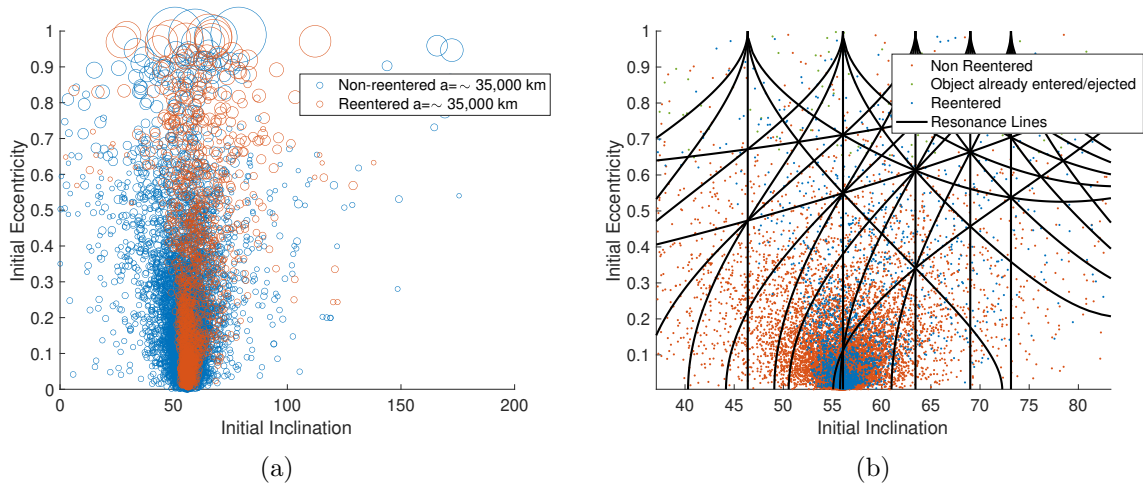 1
0.9
0.8
0.7
0.6
0.5
0.4
0.3
0.2
0.1
0
0 50 100 150 200
Initial Eccentricity
Initial Inclination
Non-reentered a=∼ 35,000 km
Reentered a=∼ 35,000 km
(a)
1
0.9
0.8
0.7
0.6
0.5
0.4
0.3
0.2
0.1
40 45 50 55 60 65 70 75 80
Initial Eccentricity
Initial Inclination
Non Reentered
Object already entered/ejected
Reentered
Resonance Lines
(b)